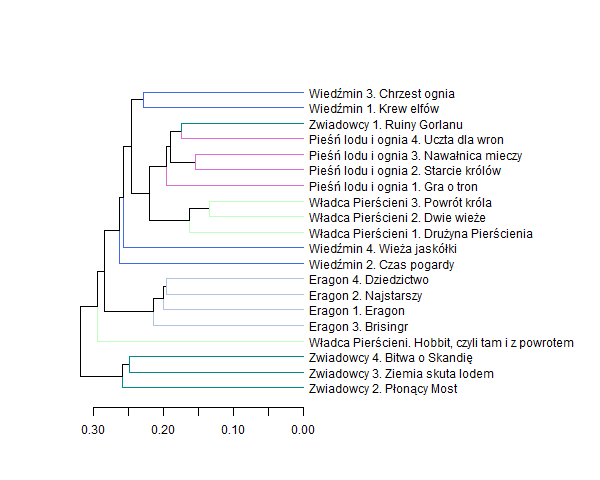 Wiedźmin 3. Chrzest ognia
Wiedźmin 1. Krew elfów
Zwiadowcy 1. Ruiny Gorlanu
Pieśń lodu i ognia 4. Uczta dla wron
Pieśń lodu i ognia 3. Nawałnica mieczy
Pieśń lodu i ognia 2. Starcie królów
Pieśń lodu i ognia 1. Gra o tron
Władca Pierścieni 3. Powrót króla
Władca Pierścieni 2. Dwie wieże
Władca Pierścieni 1. Drużyna Pierścienia
Wiedźmin 4. Wieża jaskółki
Wiedźmin 2. Czas pogardy
Eragon 4. Dziedzictwo
Eragon 2. Najstarszy
Eragon 1. Eragon
Eragon 3. Brisingr
Władca Pierścieni. Hobbit, czyli tam i z powrotem
Zwiadowcy 4. Bitwa o Skandię
Zwiadowcy 3. Ziemia skuta lodem
Zwiadowcy 2. Płonący Most
0.30 0.20 0.10 0.00